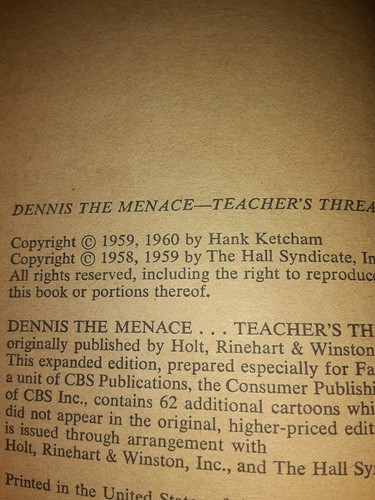 DENNIS THE MENACE—TEACHER'S THREA
Copyright © 1959, 1960 by Hank Ketcham
Copyright © 1958, 1959 by The Hall Syndicate, In
All rights reserved, including the right to reproduce
this book or portions thereof.
DENNIS THE MENACE . . . TEACHER'S TH
originally published by Holt, Rinehart & Winston
This expanded edition, prepared especially for Fa
a unit of CBS Publications, the Consumer Publishi
of CBS Inc., contains 62 additional cartoons whi
did not appear in the original, higher-priced edit
is issued through arrangement with
Holt, Rinehart & Winston, Inc., and The Hall Sy
Printed in the United States